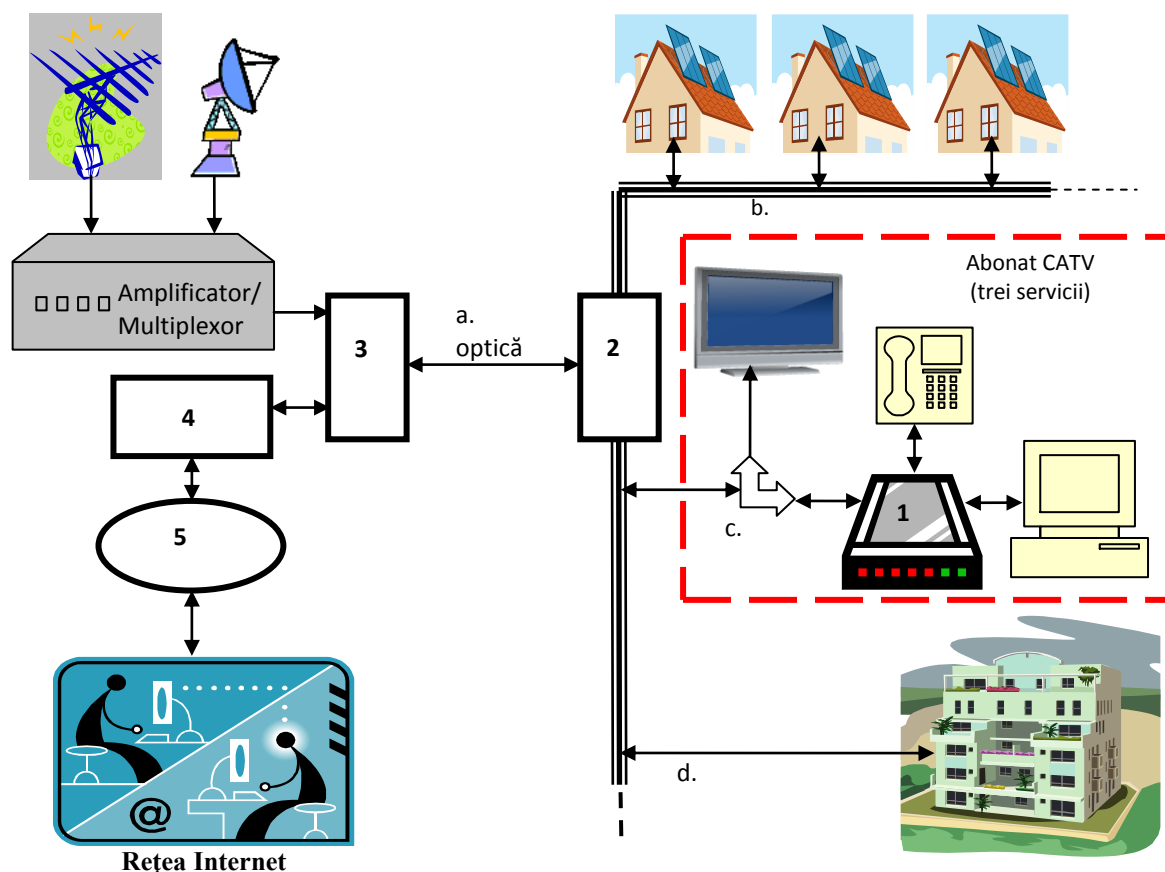 b.
Abonat CATV
(trei servicii)
Amplificator/
Multiplexor
3
a.
optică
2
4
1
c.
5
d.
@
Rețea Internet